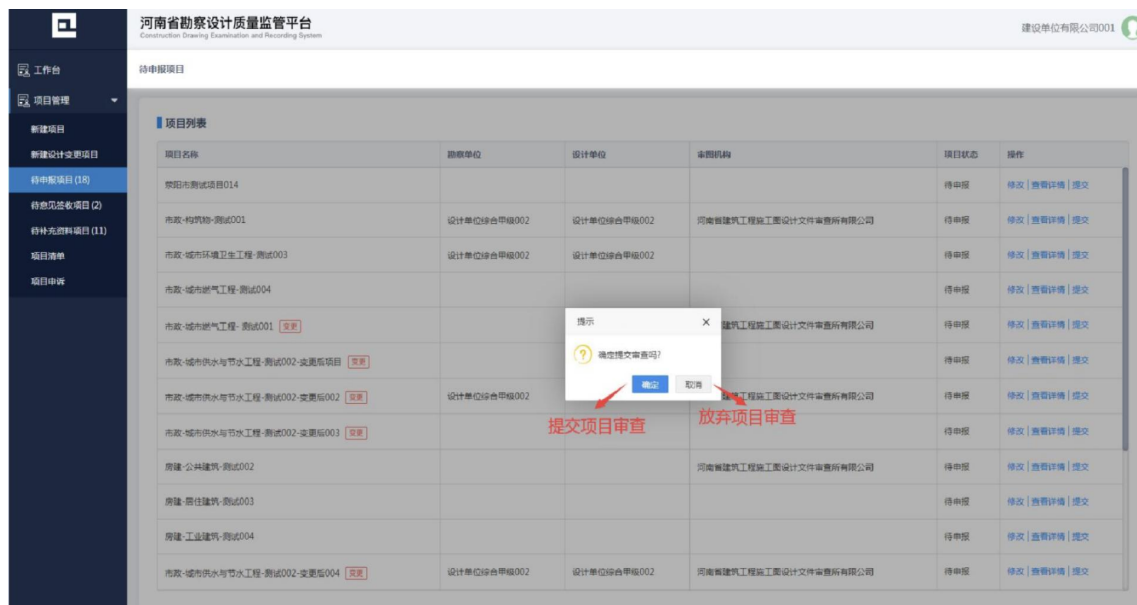 河南省勘察设计质量监管平台
Construction Drawing Examination and Recording System
建设单位有限公司001
工作台
项目管理
新建项目
新建设计变更项目
待申报项目 (18)
待意见签收项目 (2)
待补充资料项目 (11)
项目清单
项目申诉
待申报项目
项目列表
项目名称 勘察单位 设计单位 审图机构 项目状态 操作
荥阳市测试项目014 待申报 修改 | 查看详情 | 提交
市政-构筑物-测试001 设计单位综合甲级002 设计单位综合甲级002 河南省建筑工程施工图设计文件审查所有限公司 待申报 修改 | 查看详情 | 提交
市政-城市环境卫生工程-测试003 设计单位综合甲级002 设计单位综合甲级002 待申报 修改 | 查看详情 | 提交
市政-城市燃气工程-测试004 待申报 修改 | 查看详情 | 提交
市政-城市燃气工程- 测试001 变更 建筑工程施工图设计文件审查所有限公司 待申报 修改 | 查看详情 | 提交
市政-城市供水与节水工程-测试002-变更后项目 变更 待申报 修改 | 查看详情 | 提交
市政-城市供水与节水工程-测试002-变更后002 变更 设计单位综合甲级002 建筑工程施工图设计文件审查所有限公司 待申报 修改 | 查看详情 | 提交
市政-城市供水与节水工程-测试002-变更后003 变更 待申报 修改 | 查看详情 | 提交
房建-公共建筑-测试002 河南省建筑工程施工图设计文件审查所有限公司 待申报 修改 | 查看详情 | 提交
房建-居住建筑-测试003 待申报 修改 | 查看详情 | 提交
房建-工业建筑-测试004 待申报 修改 | 查看详情 | 提交
市政-城市供水与节水工程-测试002-变更后004 变更 设计单位综合甲级002 设计单位综合甲级002 河南省建筑工程施工图设计文件审查所有限公司 待申报 修改 | 查看详情 | 提交
提示
确定提交审查吗?
确定 取消
提交项目审查
放弃项目审查